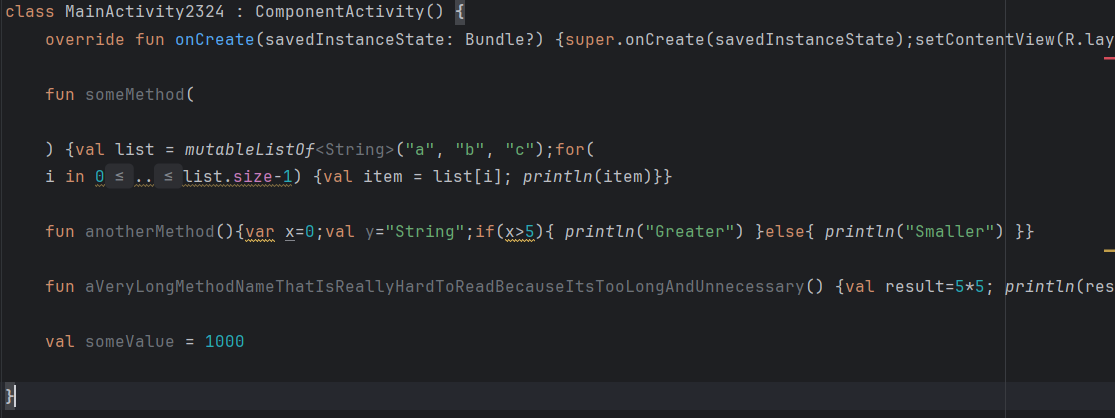 class MainActivity2324 : ComponentActivity() {
override fun onCreate(savedInstanceState: Bundle?) {super.onCreate(savedInstanceState);setContentView(R.lay
fun someMethod(
) {val list = mutableListOf<String>("a", "b", "c");for(
i in 0 ≤ .. ≤ list.size-1) {val item = list[i]; println(item)}}
fun anotherMethod(){var x=0;val y="String";if(x>5){ println("Greater") }else{ println("Smaller") }}
fun aVeryLongMethodNameThatIsReallyHardToReadBecauseItsTooLongAndUnnecessary() {val result=5*5; println(res
val someValue = 1000
}